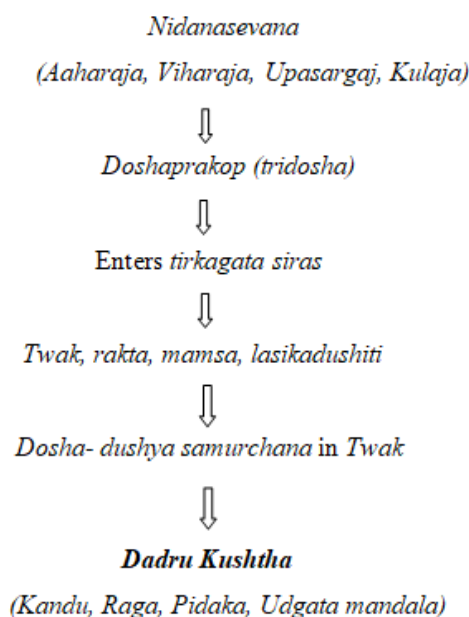 Nidanasevana
(Aaharaja, Viharaja, Upasargaj, Kulaja)
Doshaprakop (tridosha)
Enters tirkagata siras
Twak, rakta, mamsa, lasikadushiti
Dosha- dushya samurchana in Twak
Dadru Kushtha
(Kandu, Raga, Pidaka, Udgata mandala)